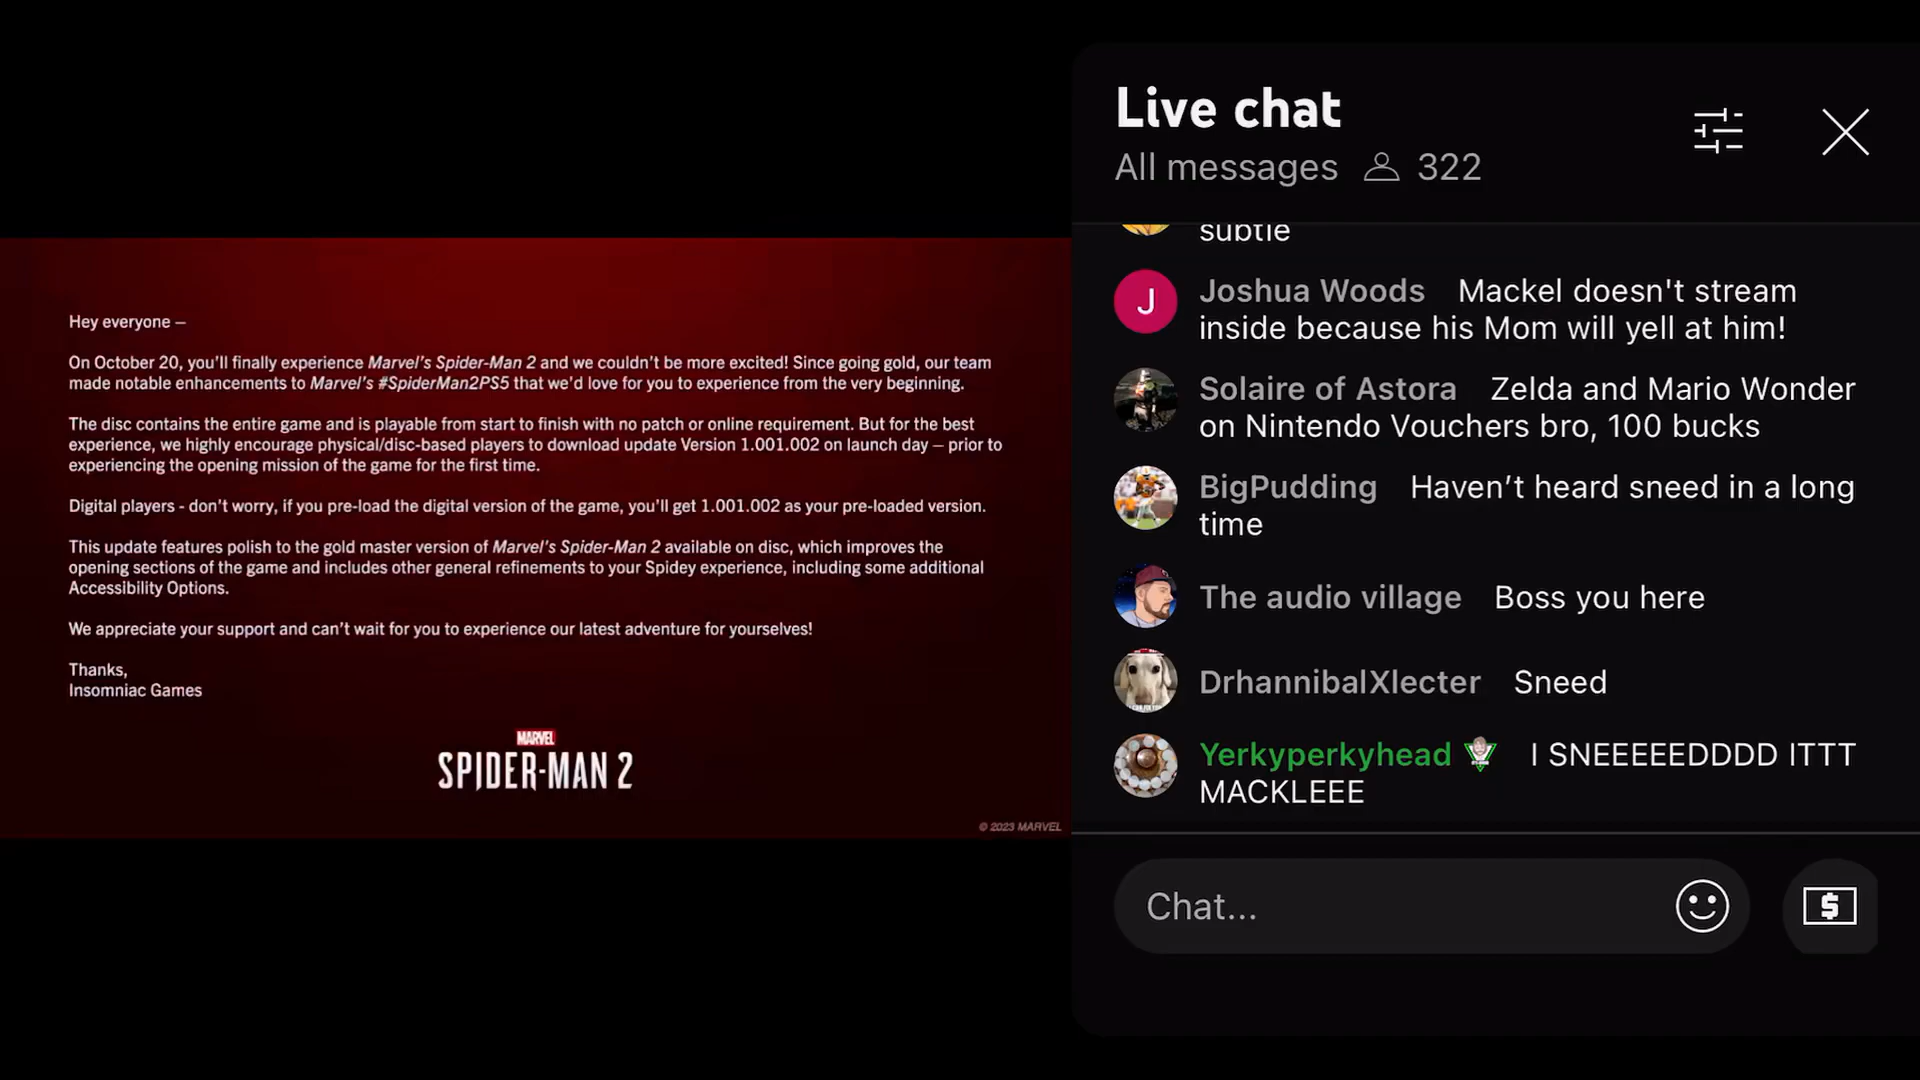 Hey everyone –
On October 20, you'll finally experience Marvel's Spider-Man 2 and we couldn't be more excited! Since going gold, our team
made notable enhancements to Marvel's #SpiderMan2PS5 that we'd love for you to experience from the very beginning.
The disc contains the entire game and is playable from start to finish with no patch or online requirement. But for the best
experience, we highly encourage physical/disc-based players to download update Version 1.001.002 on launch day – prior to
experiencing the opening mission of the game for the first time.
Digital players - don't worry, if you pre-load the digital version of the game, you'll get 1.001.002 as your pre-loaded version.
This update features polish to the gold master version of Marvel's Spider-Man 2 available on disc, which improves the
opening sections of the game and includes other general refinements to your Spidey experience, including some additional
Accessibility Options.
We appreciate your support and can't wait for you to experience our latest adventure for yourselves!
Thanks,
Insomniac Games
MARVEL
SPIDER-MAN 2
© 2023 MARVEL
Live chat
All messages 322
subtle
J
Joshua Woods Mackel doesn't stream
inside because his Mom will yell at him!
Solaire of Astora Zelda and Mario Wonder
on Nintendo Vouchers bro, 100 bucks
BigPudding Haven't heard sneed in a long
time
The audio village Boss you here
DrhannibalXlecter Sneed
Yerkyperkyhead I SNEEEEEDDDD ITTT
MACKLEEE
Chat...
$